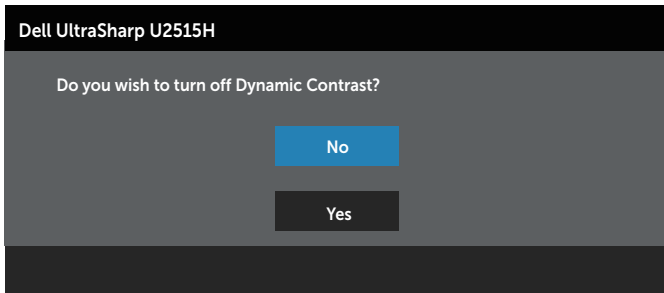 Dell UltraSharp U2515H
Do you wish to turn off Dynamic Contrast?
No
Yes